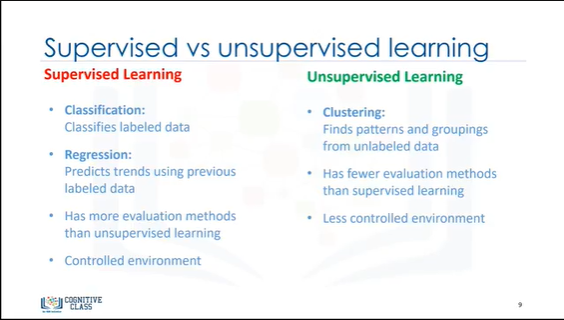 Supervised vs unsupervised learning
Supervised Learning
• Classification:
Classifies labeled data
• Regression:
Predicts trends using previous
labeled data
• Has more evaluation methods
than unsupervised learning
• Controlled environment
Unsupervised Learning
• Clustering:
Finds patterns and groupings
from unlabeled data
• Has fewer evaluation methods
than supervised learning
• Less controlled environment
COGNITIVE
CLASS
9